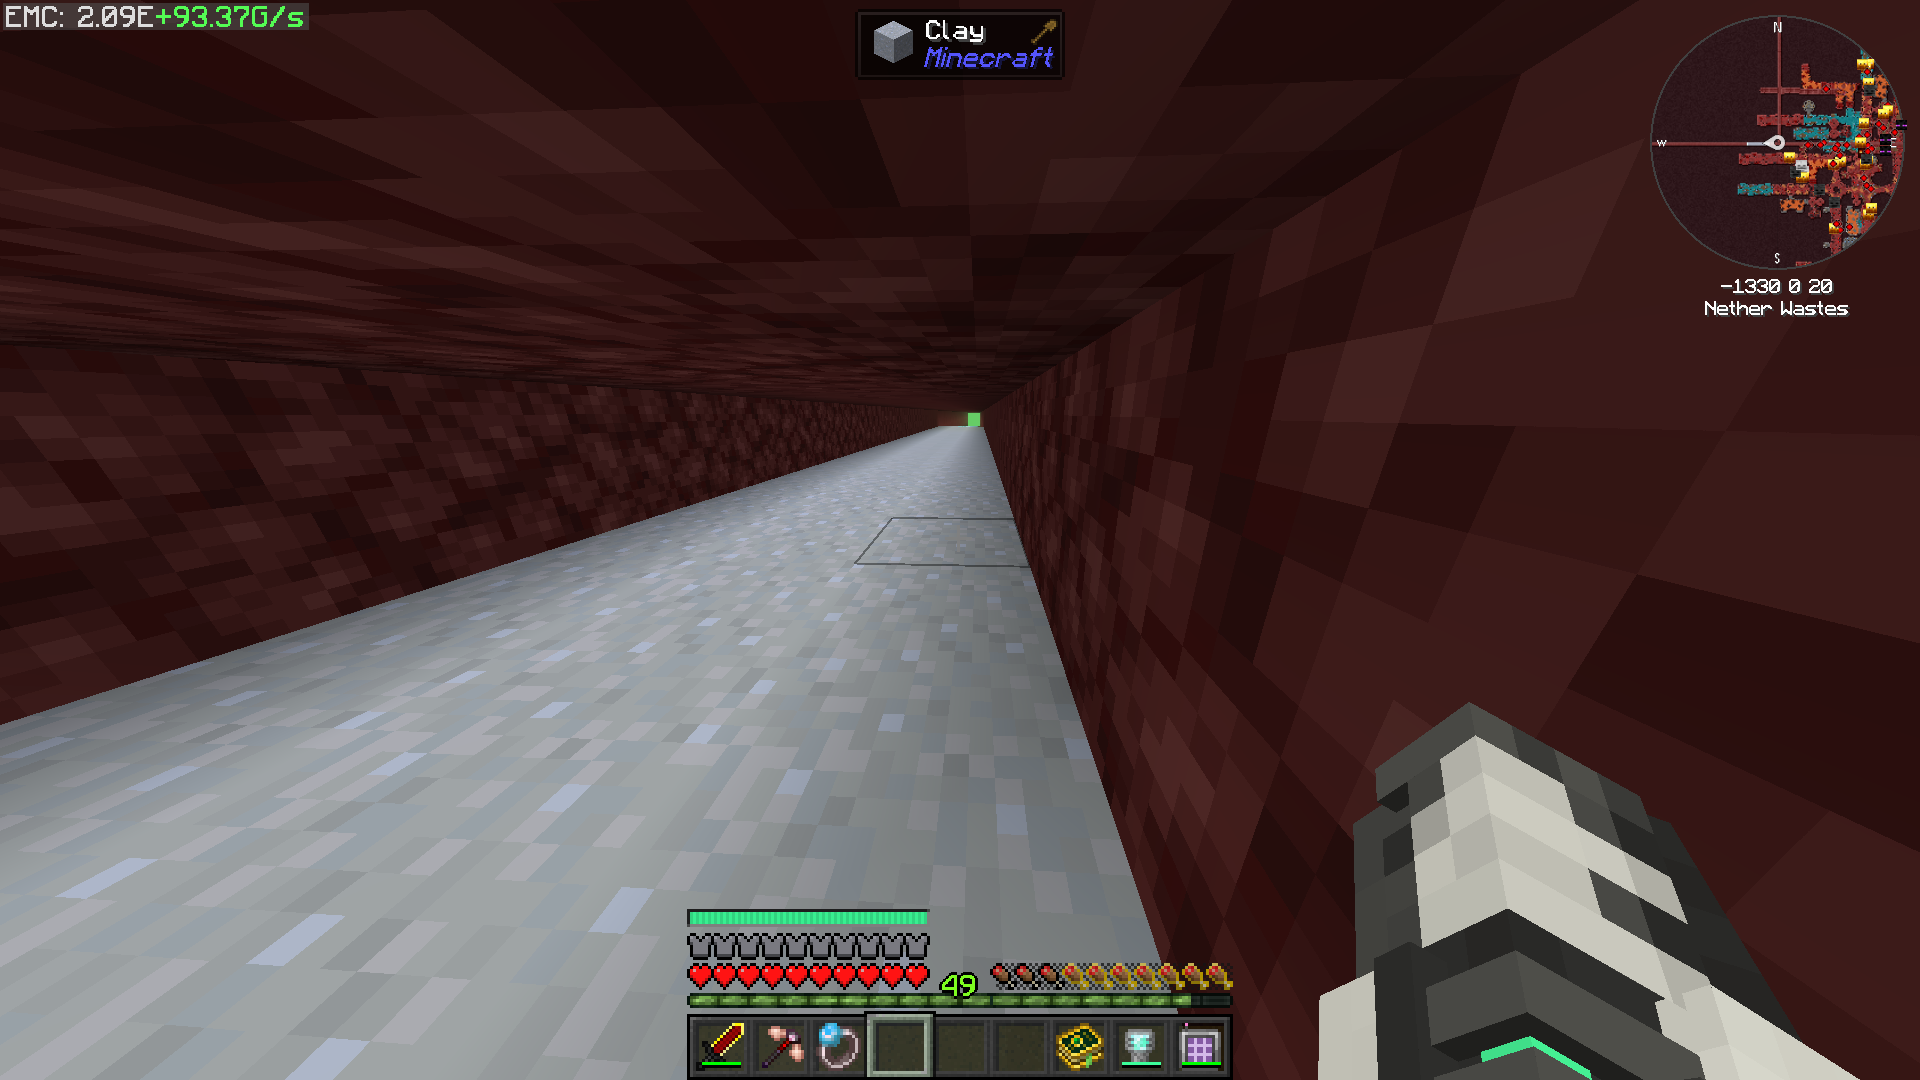 EMC: 2.09E+93.37G/s
Clay
Minecraft
N
W
E
S
-1330 0 20
Nether Wastes
49